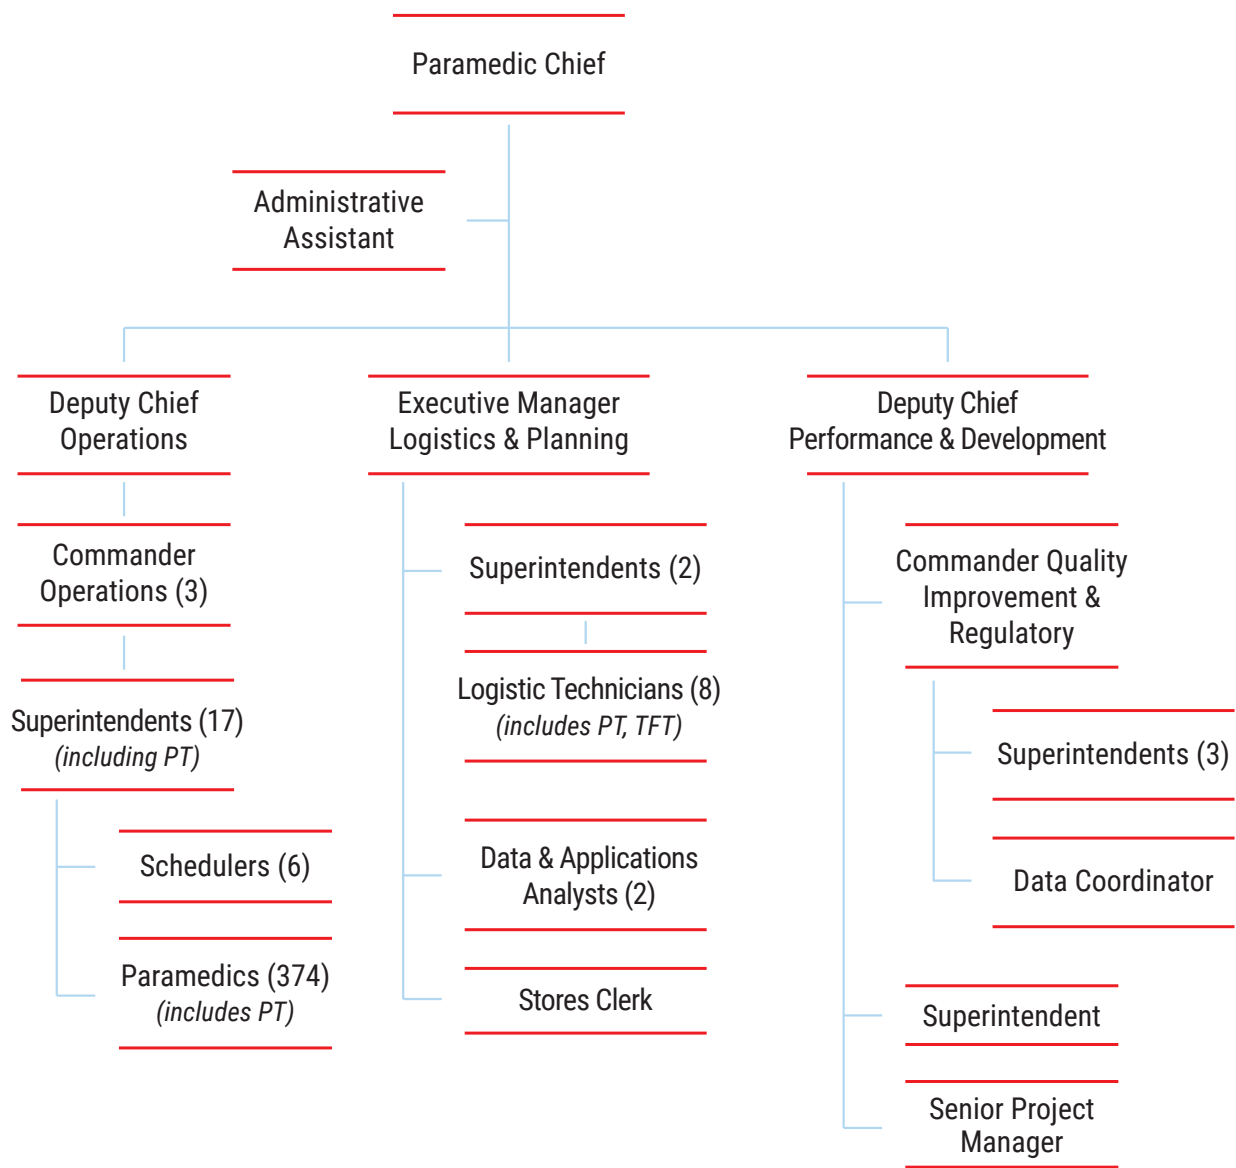 Paramedic Chief
Administrative
Assistant
Deputy Chief
Operations
Commander
Operations (3)
Superintendents (17)
(including PT)
Schedulers (6)
Paramedics (374)
(includes PT)
Executive Manager
Logistics & Planning
Superintendents (2)
Logistic Technicians (8)
(includes PT, TFT)
Data & Applications
Analysts (2)
Stores Clerk
Deputy Chief
Performance & Development
Commander Quality
Improvement &
Regulatory
Superintendents (3)
Data Coordinator
Superintendent
Senior Project
Manager